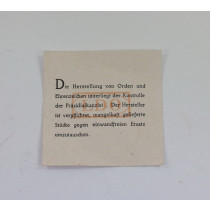 Die Herstellung von Orden und
Ehrenzeichen unterliegt der Kontrolle
der Präsidialkanzlei. Der Hersteller
ist verpflichtet, mangelhaft gelieferte
Stücke gegen einwandfreien Ersatz
einzutauschen.